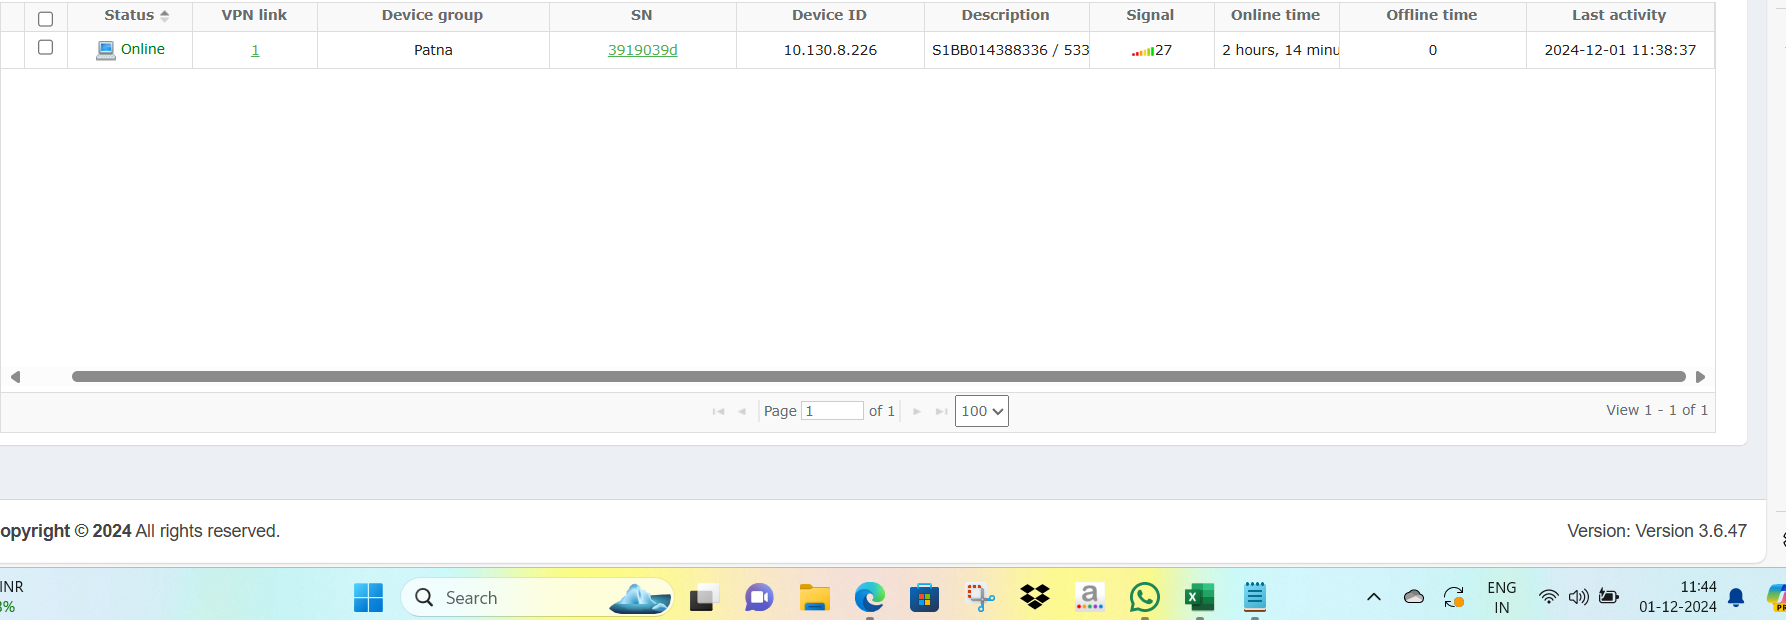 Status VPN link Device group SN Device ID Description Signal Online time Offline time Last activity
Online 1 Patna 3919039d 10.130.8.226 S1BB014388336 / 533 27 2 hours, 14 minu 0 2024-12-01 11:38:37
Page 1 of 1 100 View 1 - 1 of 1
opyright © 2024 All rights reserved. Version: Version 3.6.47
INR
%
Search
a
ENG
IN
11:44
01-12-2024